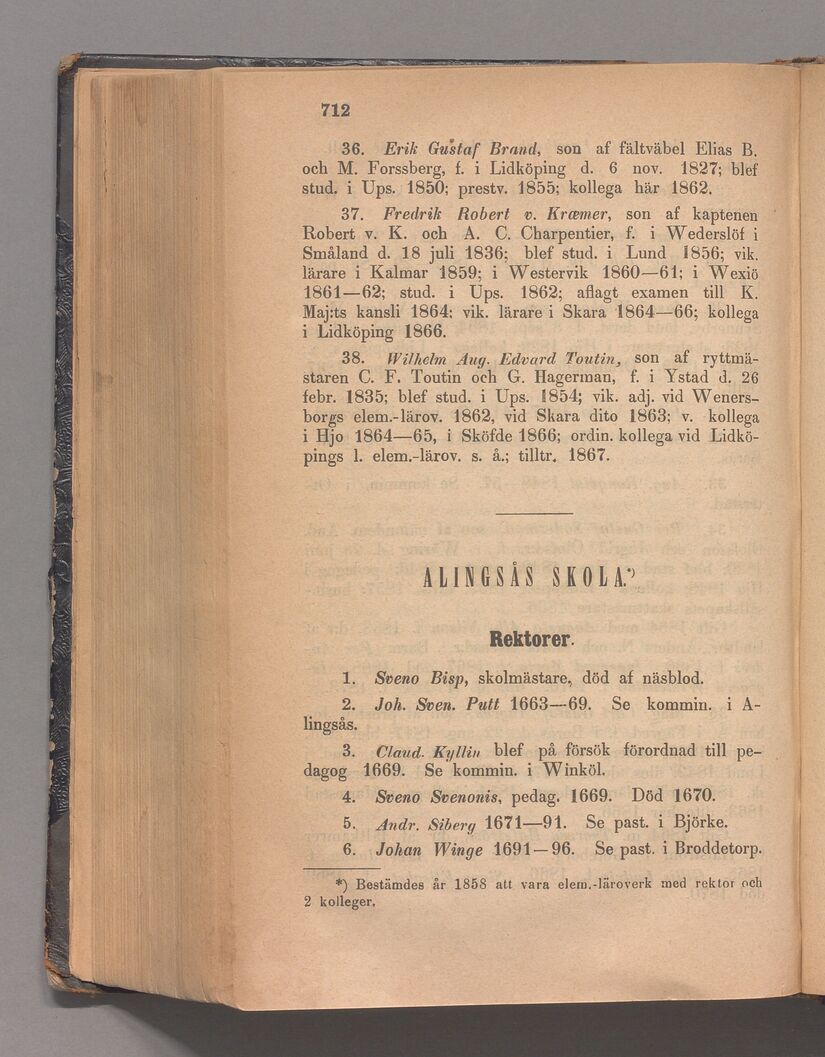 712
36. Erik Gustaf Brand, son af fältväbel Elias B.
och M. Forssberg, f. i Lidköping d. 6 nov. 1827; blef
stud. i Ups. 1850; prestv. 1855; kollega här 1862.
37. Fredrik Robert v. Kræmer, son af kaptenen
Robert v. K. och A. C. Charpentier, f. i Wederslöf i
Småland d. 18 juli 1836; blef stud. i Lund 1856; vik.
lärare i Kalmar 1859; i Westervik 1860—61; i Wexiö
1861—62; stud. i Ups. 1862; aflagt examen till K.
Maj:ts kansli 1864; vik. lärare i Skara 1864—66; kollega
i Lidköping 1866.
38. Wilhelm Aug. Edvard Toutin, son af ryttmä-
staren C. F. Toutin och G. Hagerman, f. i Ystad d. 26
febr. 1835; blef stud. i Ups. 1854; vik. adj. vid Weners-
borgs elem.-lärov. 1862, vid Skara dito 1863; v. kollega
i Hjo 1864—65, i Sköfde 1866; ordin. kollega vid Lidkö-
pings l. elem.-lärov. s. å.; tilltr. 1867.
ALINGSÅS SKOLA.*)
Rektorer.
1. Sveno Bisp, skolmästare, död af näsblod.
2. Joh. Sven. Putt 1663—69. Se kommin. i A-
lingsås.
3. Claud. Kyllin blef på försök förordnad till pe-
dagog 1669. Se kommin. i Winköl.
4. Sveno Svenonis, pedag. 1669. Död 1670.
5. Andr. Siberg 1671—91. Se past. i Björke.
6. Johan Winge 1691—96. Se past. i Broddetorp.
*) Bestämdes år 1858 att vara elem.-läroverk med rektor och
2 kolleger.